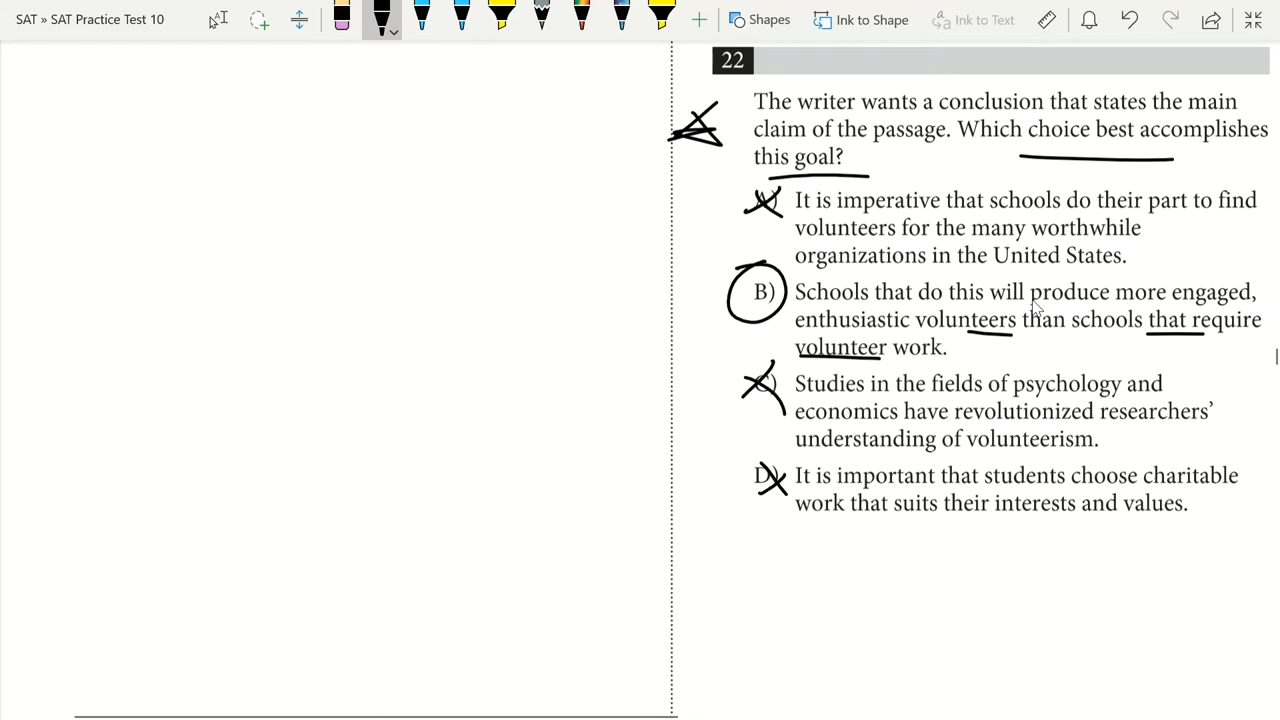 SAT » SAT Practice Test 10
Shapes
Ink to Shape
Ink to Text
22
The writer wants a conclusion that states the main
claim of the passage. Which choice best accomplishes
this goal?
A) It is imperative that schools do their part to find
volunteers for the many worthwhile
organizations in the United States.
B) Schools that do this will produce more engaged,
enthusiastic volunteers than schools that require
volunteer work.
C) Studies in the fields of psychology and
economics have revolutionized researchers’
understanding of volunteerism.
D) It is important that students choose charitable
work that suits their interests and values.